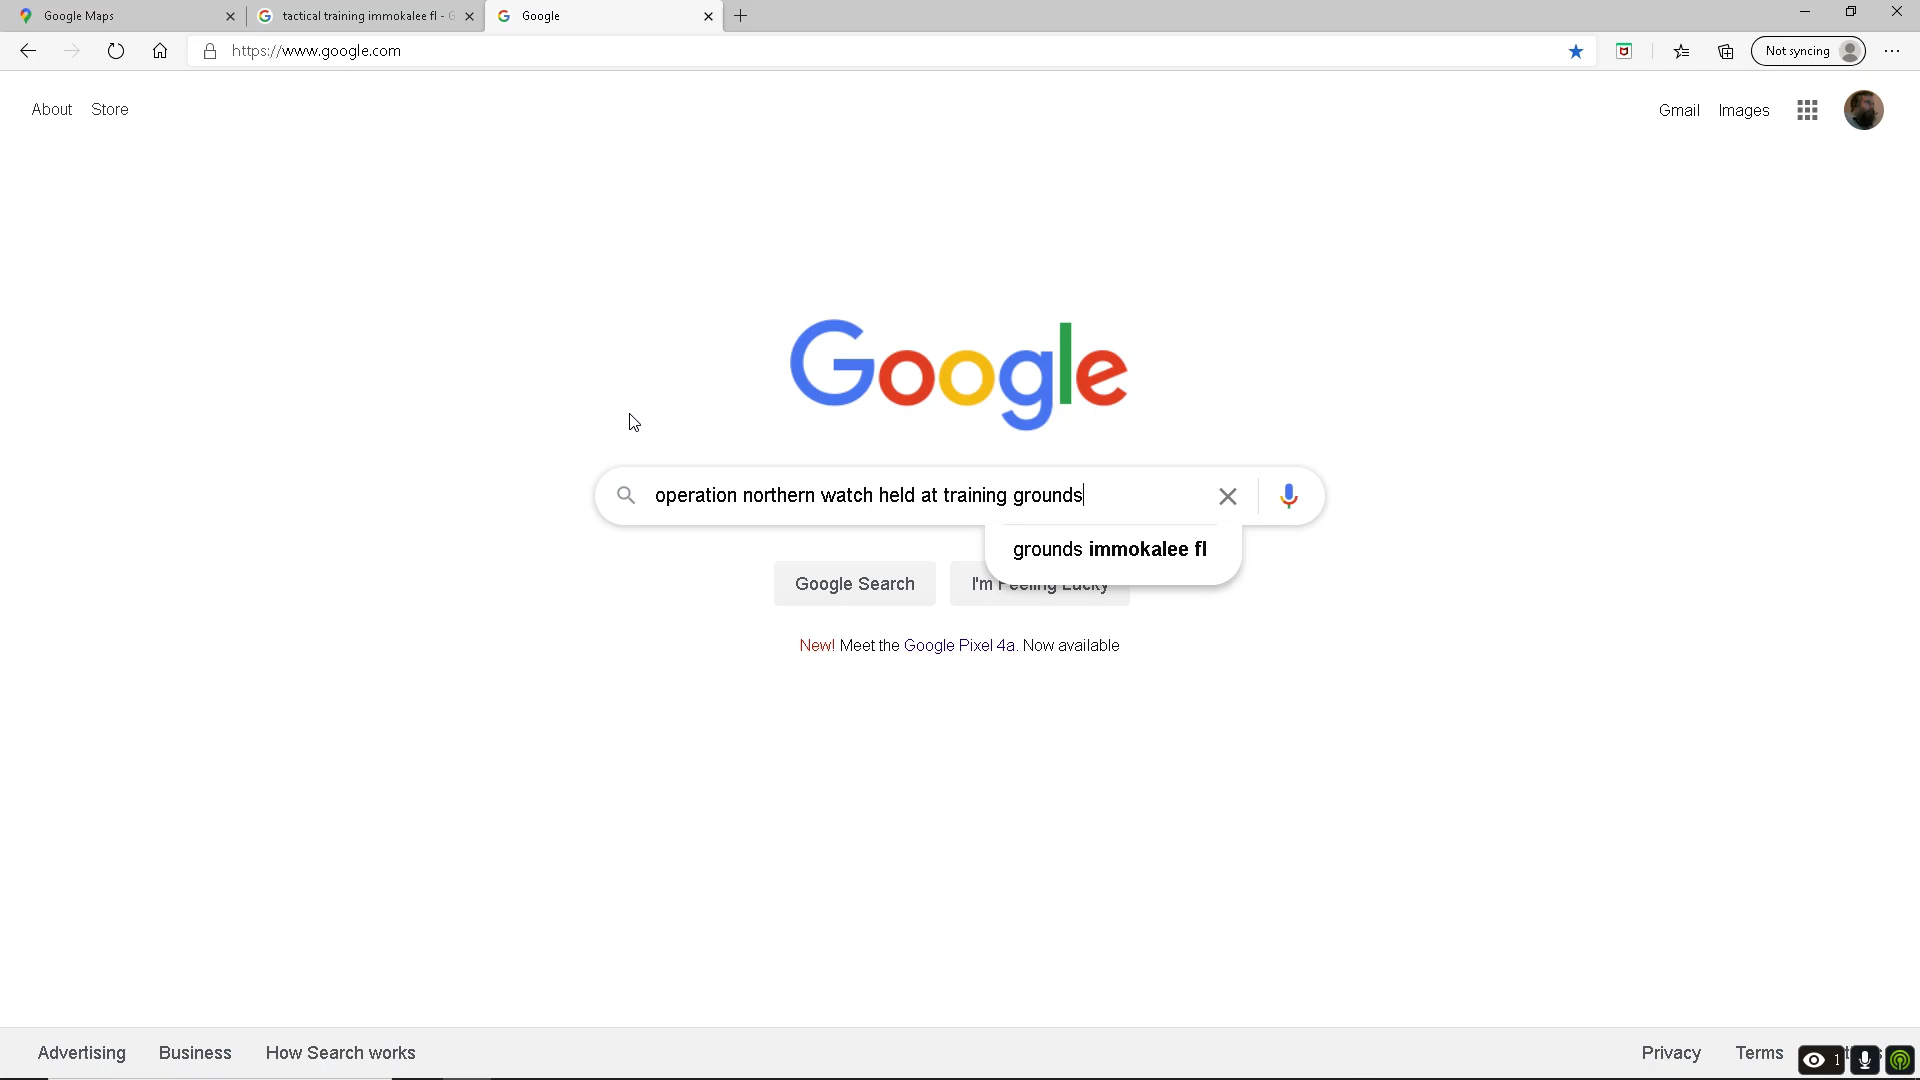 Google Maps
tactical training immokalee fl - G
Google
https://www.google.com
Not syncing
About Store
Gmail Images
Google
operation northern watch held at training grounds
grounds immokalee fl
Google Search
I'm Feeling Lucky
New! Meet the Google Pixel 4a. Now available
Advertising Business How Search works
Privacy Terms
1